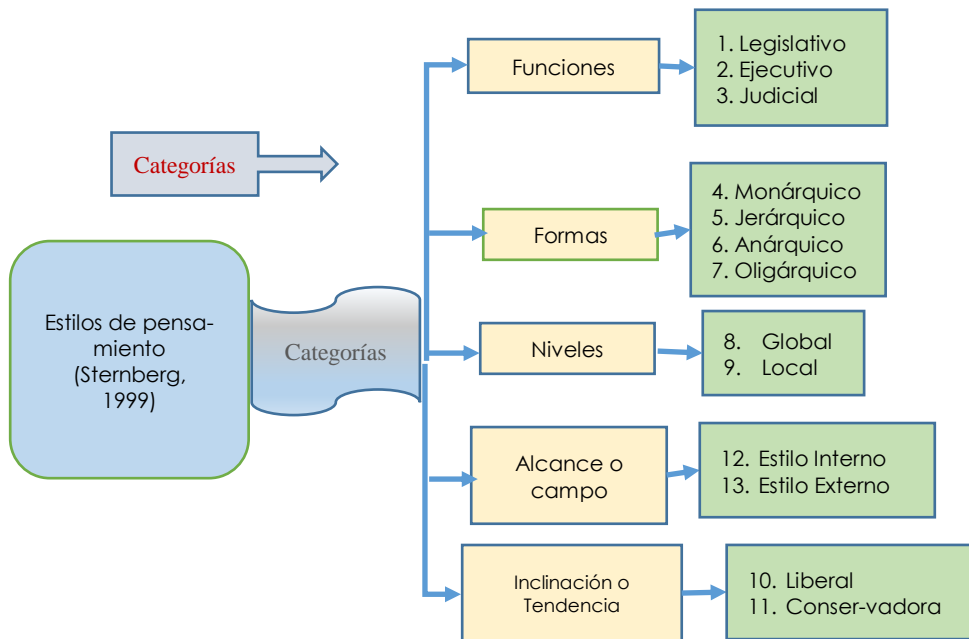 Categorías
Estilos de pensa-
miento
(Sternberg,
1999)
Categorías
Funciones
1. Legislativo
2. Ejecutivo
3. Judicial
Formas
4. Monárquico
5. Jerárquico
6. Anárquico
7. Oligárquico
Niveles
8. Global
9. Local
Alcance o
campo
12. Estilo Interno
13. Estilo Externo
Inclinación o
Tendencia
10. Liberal
11. Conser-vadora